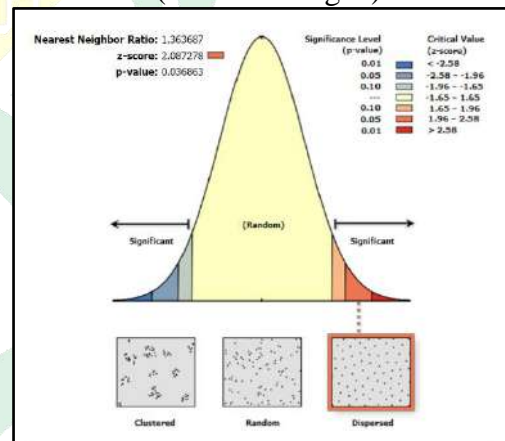 Nearest Neighbor Ratio: 1.363687
z-score: 2.087278
p-value: 0.036863
Significance Level
(p-value)
Critical Value
(z-score)
0.01 < -2.58
0.05 -2.58 - -1.96
0.10 -1.96 - -1.65
--- -1.65 - 1.65
0.10 1.65 - 1.96
0.05 1.96 - 2.58
0.01 > 2.58
(Random)
Significant
Significant
Clustered
Random
Dispersed